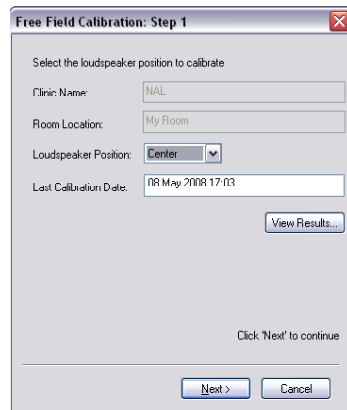 Free Field Calibration: Step 1
Select the loudspeaker position to calibrate
Clinic Name: NAL
Room Location: My Room
Loudspeaker Position: Center
Last Calibration Date: 08 May 2008 17:03
View Results...
Click 'Next' to continue
Next > Cancel